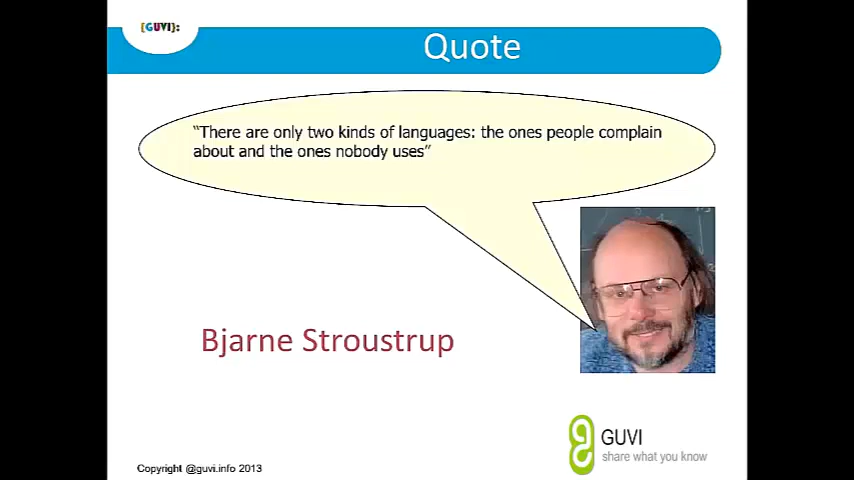 {GUVI}:
Quote
"There are only two kinds of languages: the ones people complain
about and the ones nobody uses"
Bjarne Stroustrup
GUVI
share what you know
Copyright @guvi.info 2013